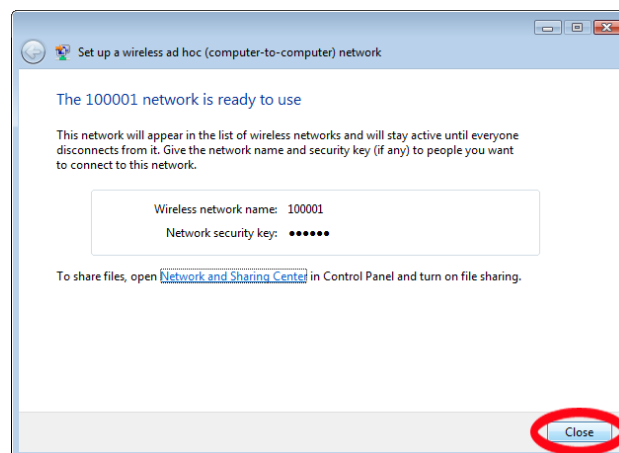 Set up a wireless ad hoc (computer-to-computer) network
The 100001 network is ready to use
This network will appear in the list of wireless networks and will stay active until everyone
disconnects from it. Give the network name and security key (if any) to people you want
to connect to this network.
Wireless network name: 100001
Network security key: ●●●●●●
To share files, open Network and Sharing Center in Control Panel and turn on file sharing.
Close